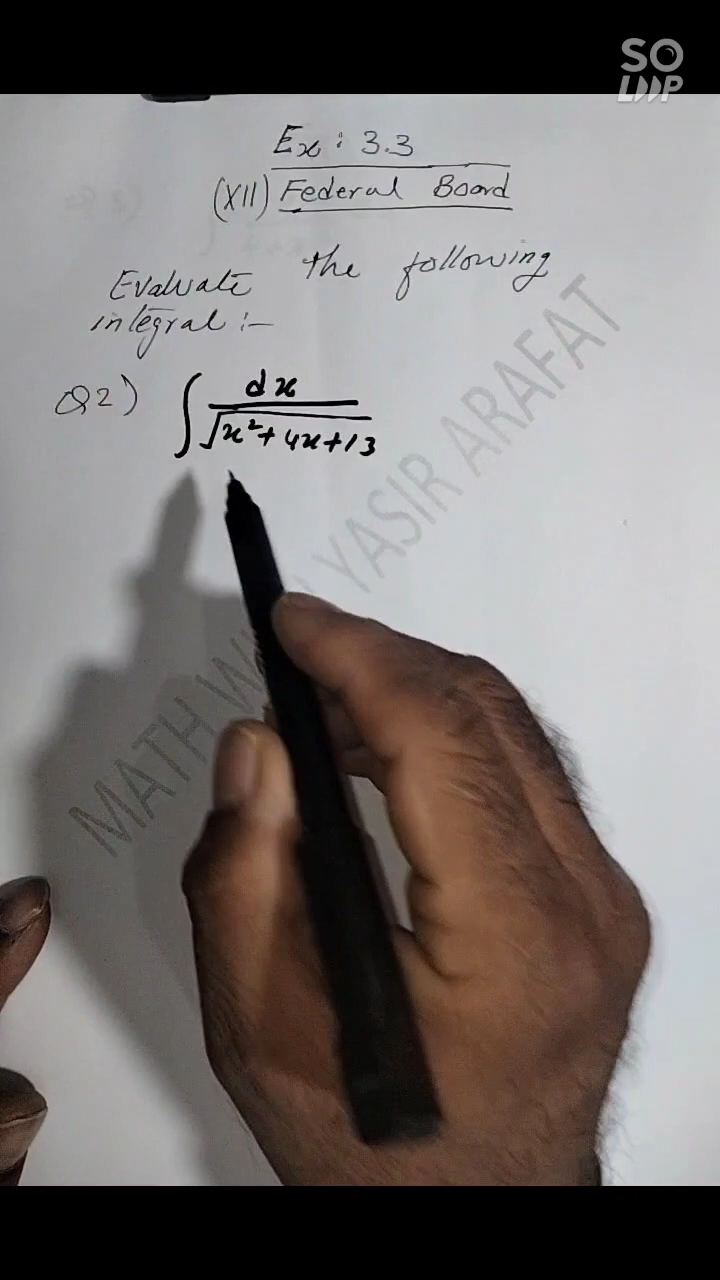 SO
LOOP
Ex: 3.3
(XII) Federal Board
Evaluate the following
integral :-
Q2) ∫ dx / √x²+4x+13
MATH WI YASIR ARAFAT